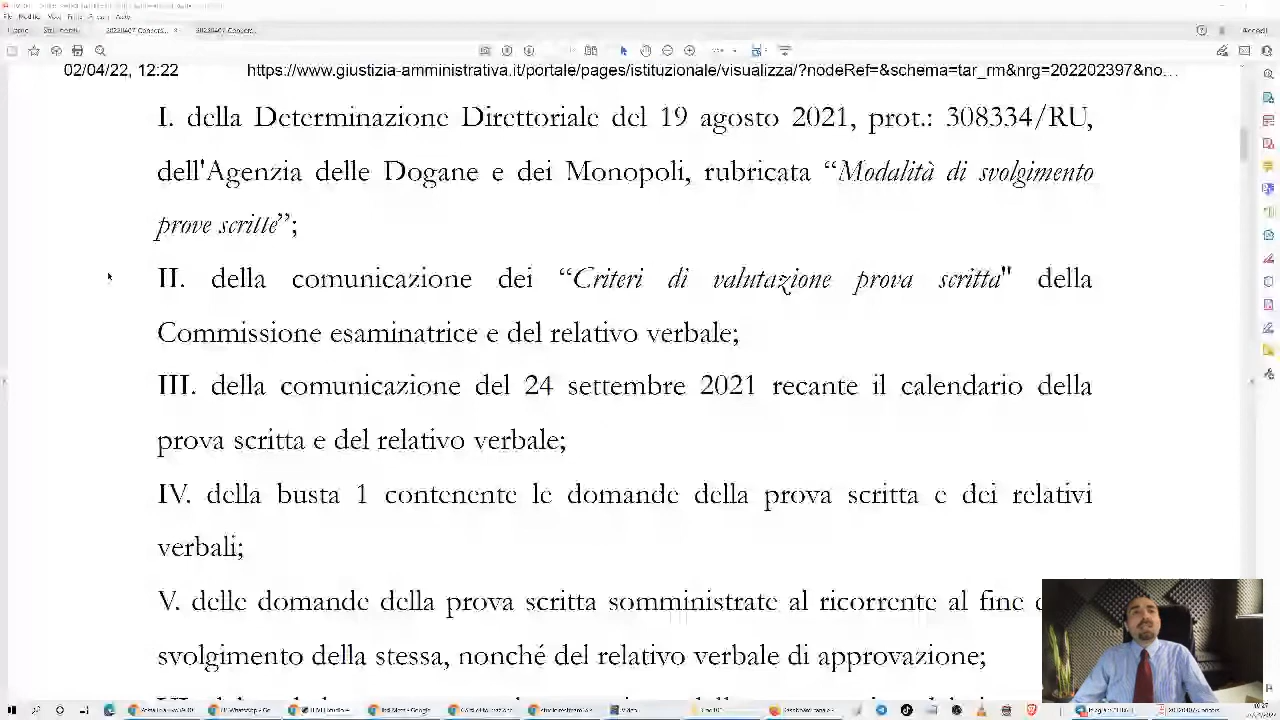 02/04/22, 12:22 https://www.giustizia-amministrativa.it/portale/pages/istituzionale/visualizza/?nodeRef=&schema=tar_rm&nrg=202202397&no...
I. della Determinazione Direttoriale del 19 agosto 2021, prot.: 308334/RU,
dell'Agenzia delle Dogane e dei Monopoli, rubricata “Modalità di svolgimento
prove scritte”;
II. della comunicazione dei “Criteri di valutazione prova scritta" della
Commissione esaminatrice e del relativo verbale;
III. della comunicazione del 24 settembre 2021 recante il calendario della
prova scritta e del relativo verbale;
IV. della busta 1 contenente le domande della prova scritta e dei relativi
verbali;
V. delle domande della prova scritta somministrate al ricorrente al fine
svolgimento della stessa, nonché del relativo verbale di approvazione;